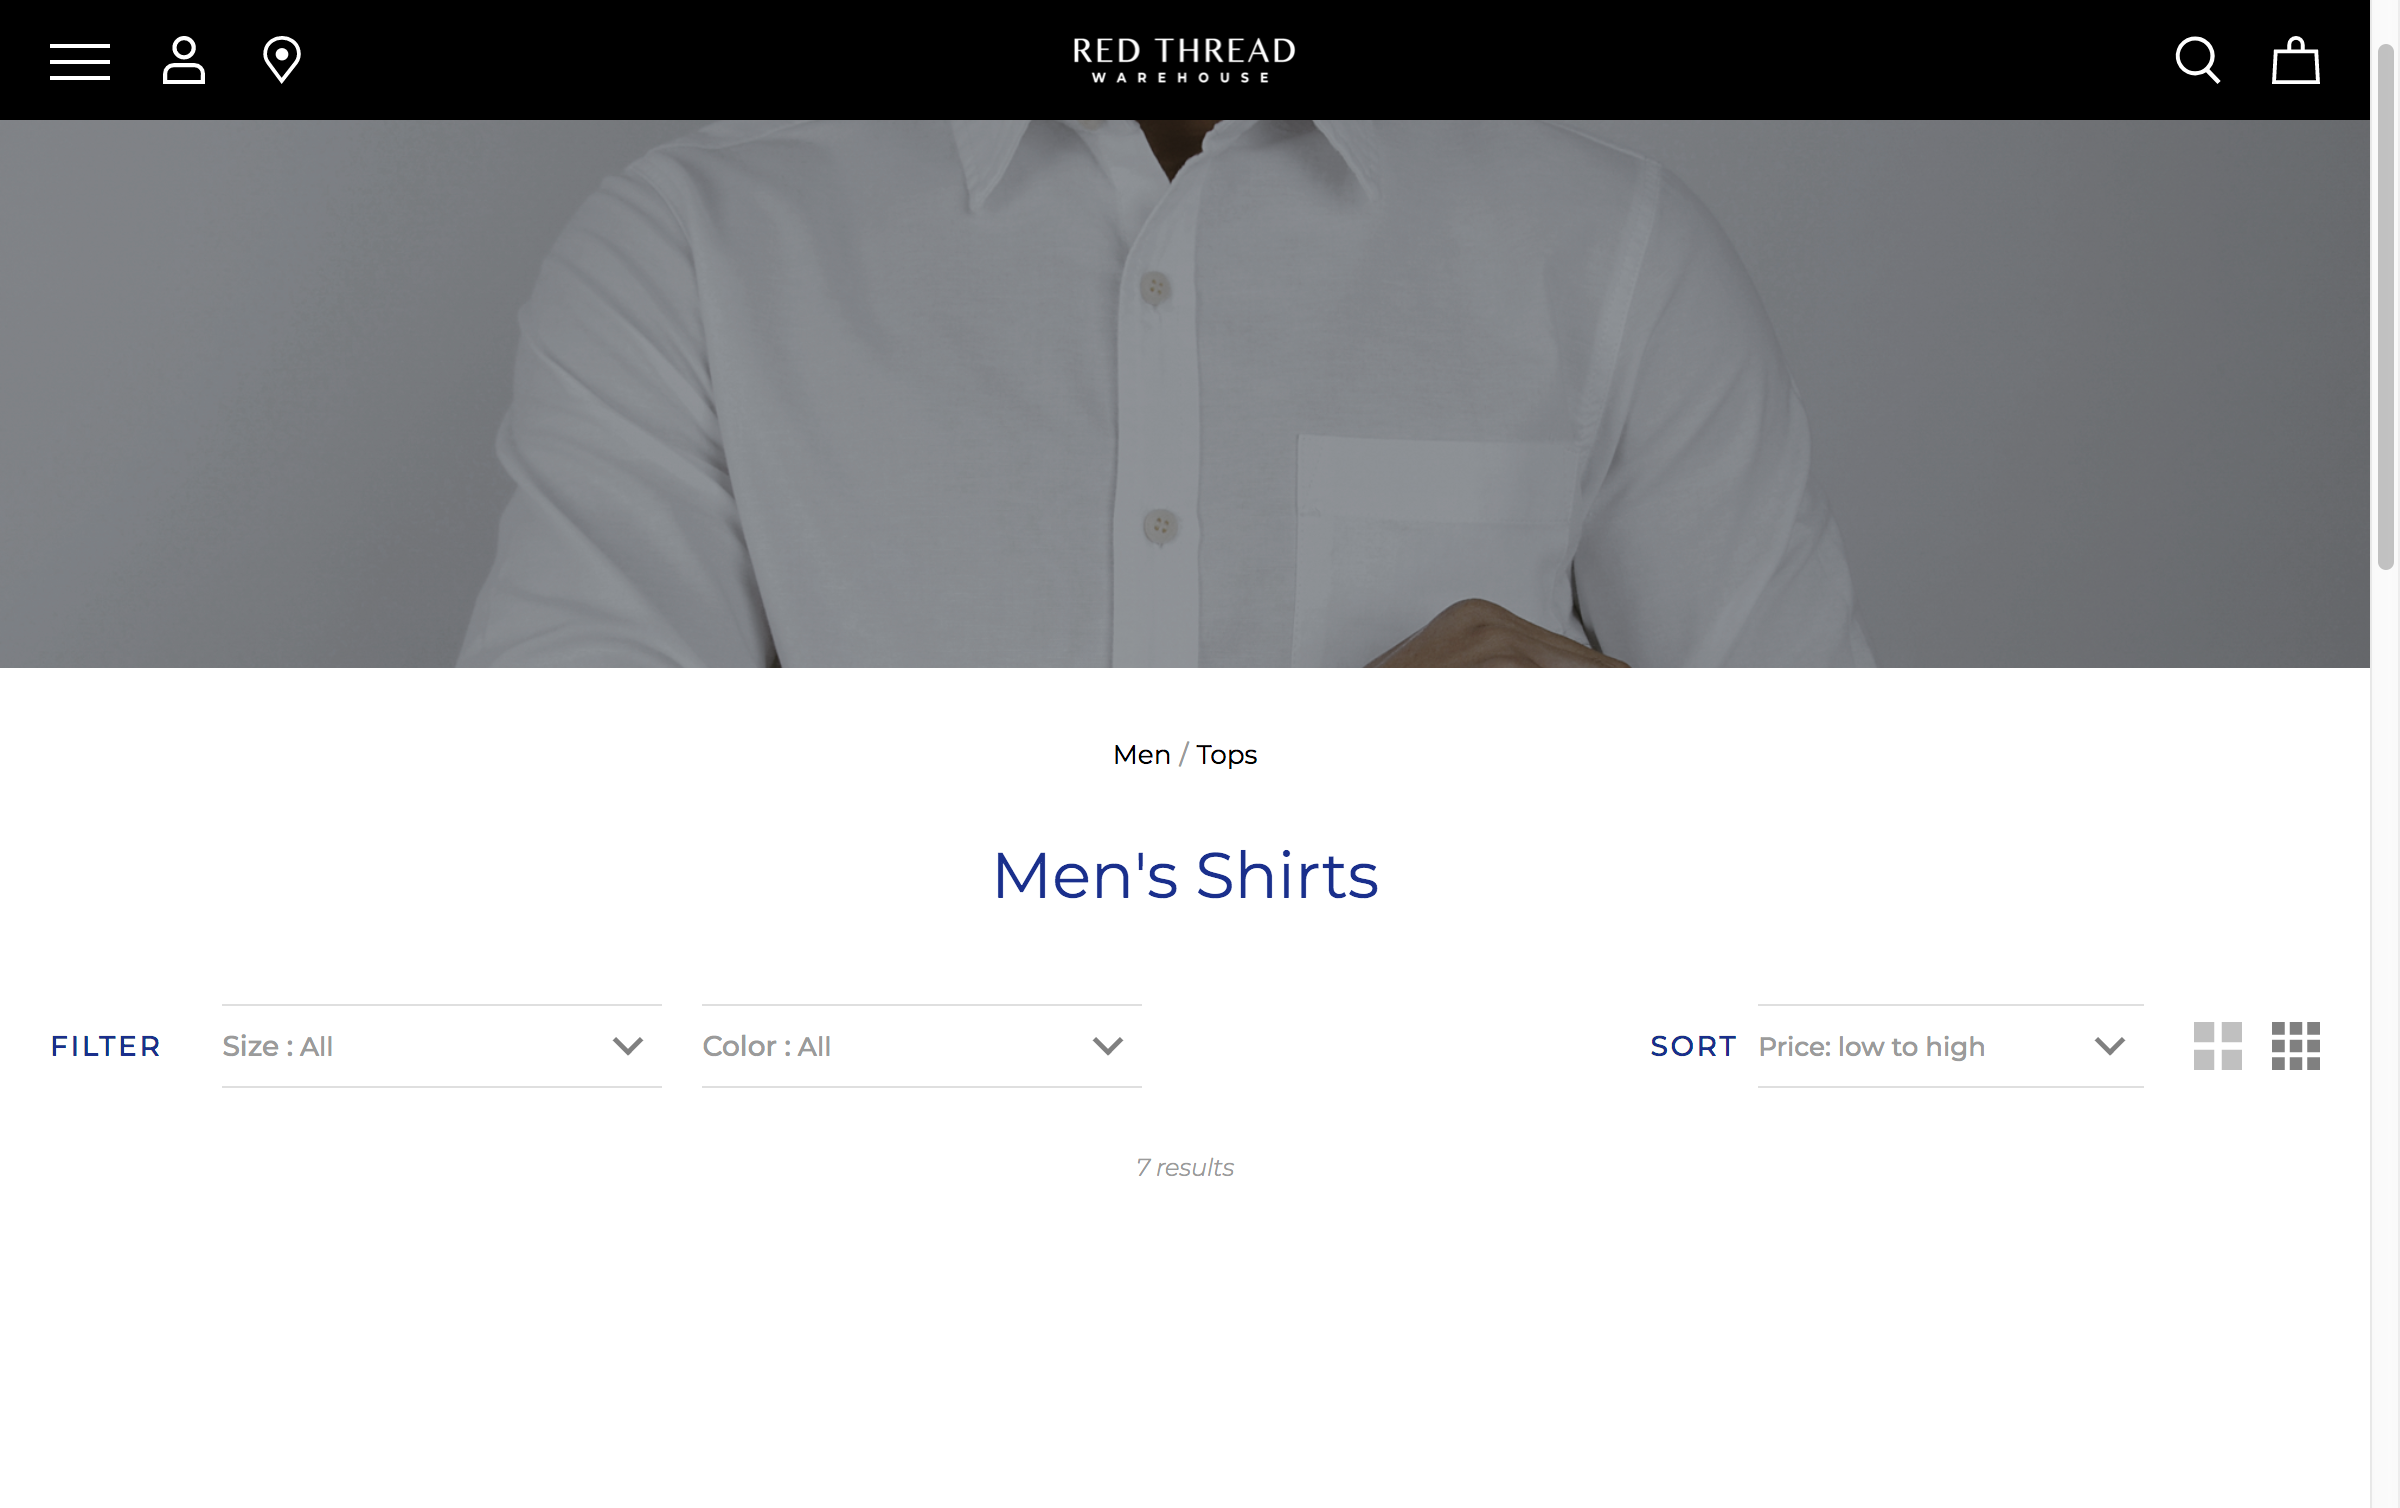 RED THREAD
WAREHOUSE
Men / Tops
Men's Shirts
FILTER Size : All Color : All SORT Price: low to high
7 results